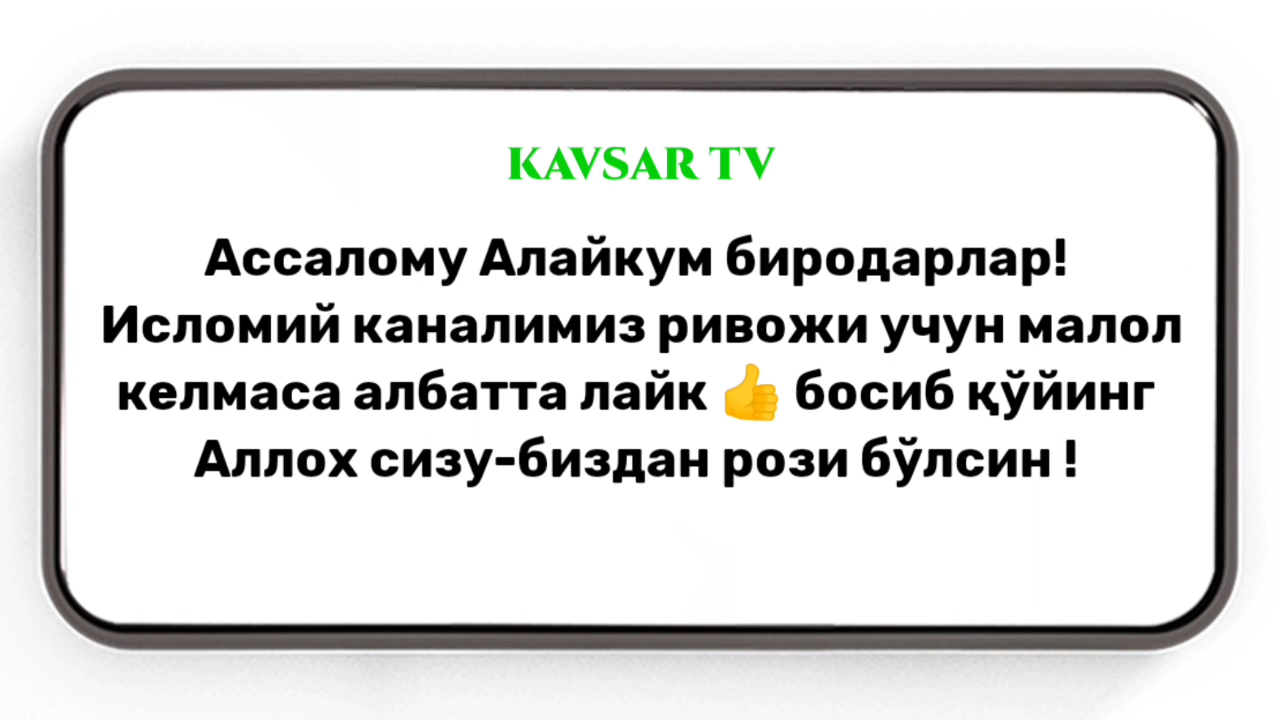 KAVSAR TV
Ассалому Алайкум биродарлар!
Исломий каналимиз ривожи учун малол
келмаса албатта лайк 👍 босиб қўйинг
Аллох сизу-биздан рози бўлсин !